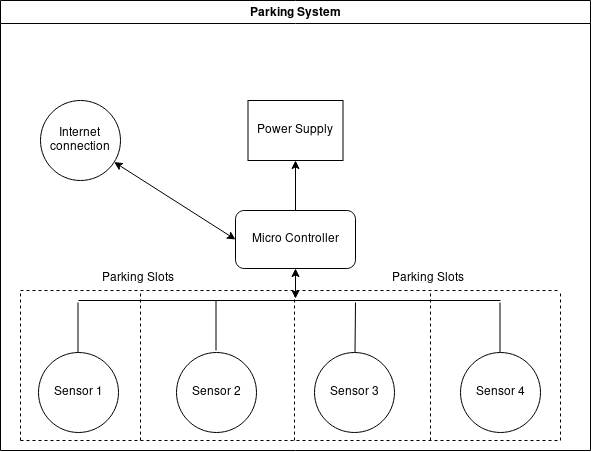 Parking System
Internet
connection
Power Supply
Micro Controller
Parking Slots
Parking Slots
Sensor 1
Sensor 2
Sensor 3
Sensor 4